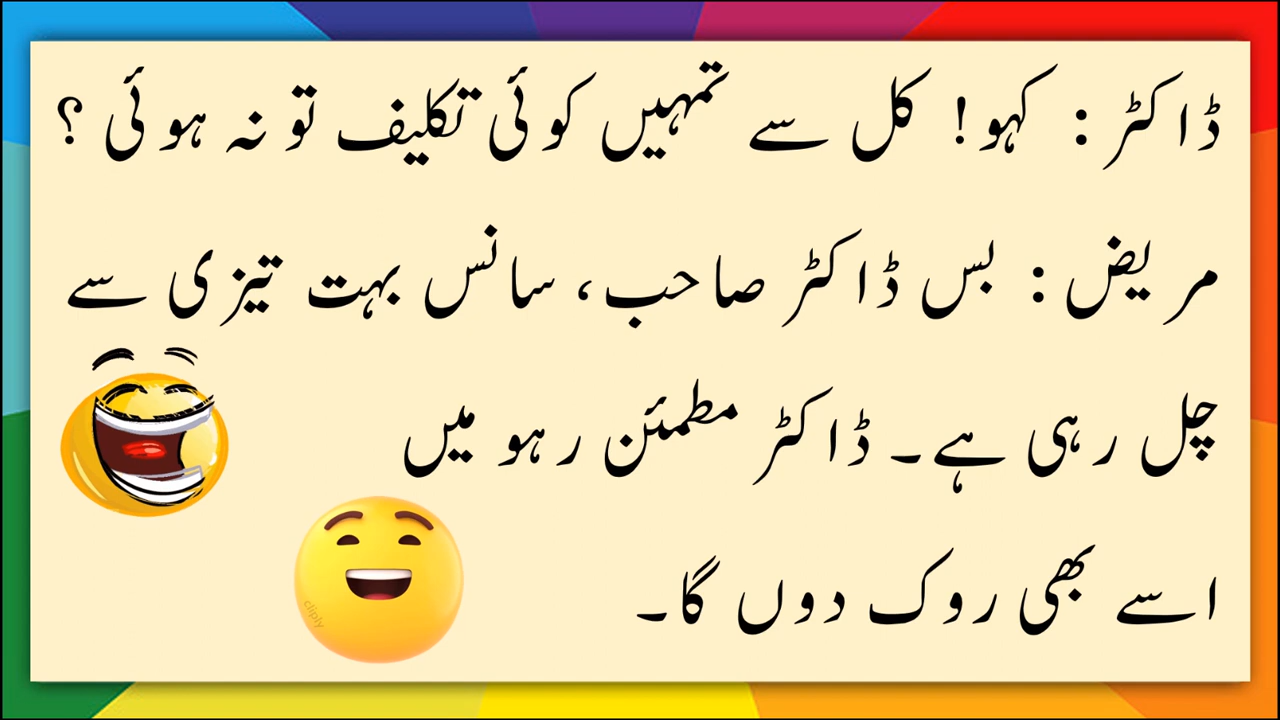 ڈاکٹر : کہو! کل سے تمہیں کوئی تکلیف تو نہ ہوئی ؟
مریض : بس ڈاکٹر صاحب، سانس بہت تیزی سے
چل رہی ہے۔ ڈاکٹر مطمئن رہو میں
اسے بھی روک دوں گا۔
cliply